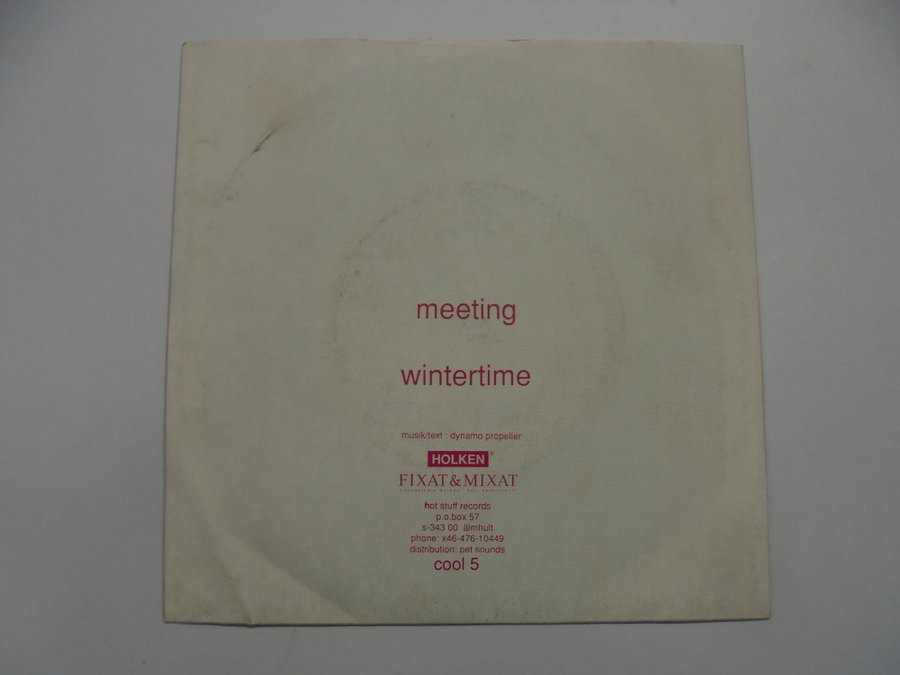 meeting
wintertime
musik/text : dynamo propeller
HOLKEN®
FIXAT & MIXAT
hot stuff records
p.o.box 57
s-343 00 älmhult
phone: x46-476-10449
distribution: pet sounds
cool 5